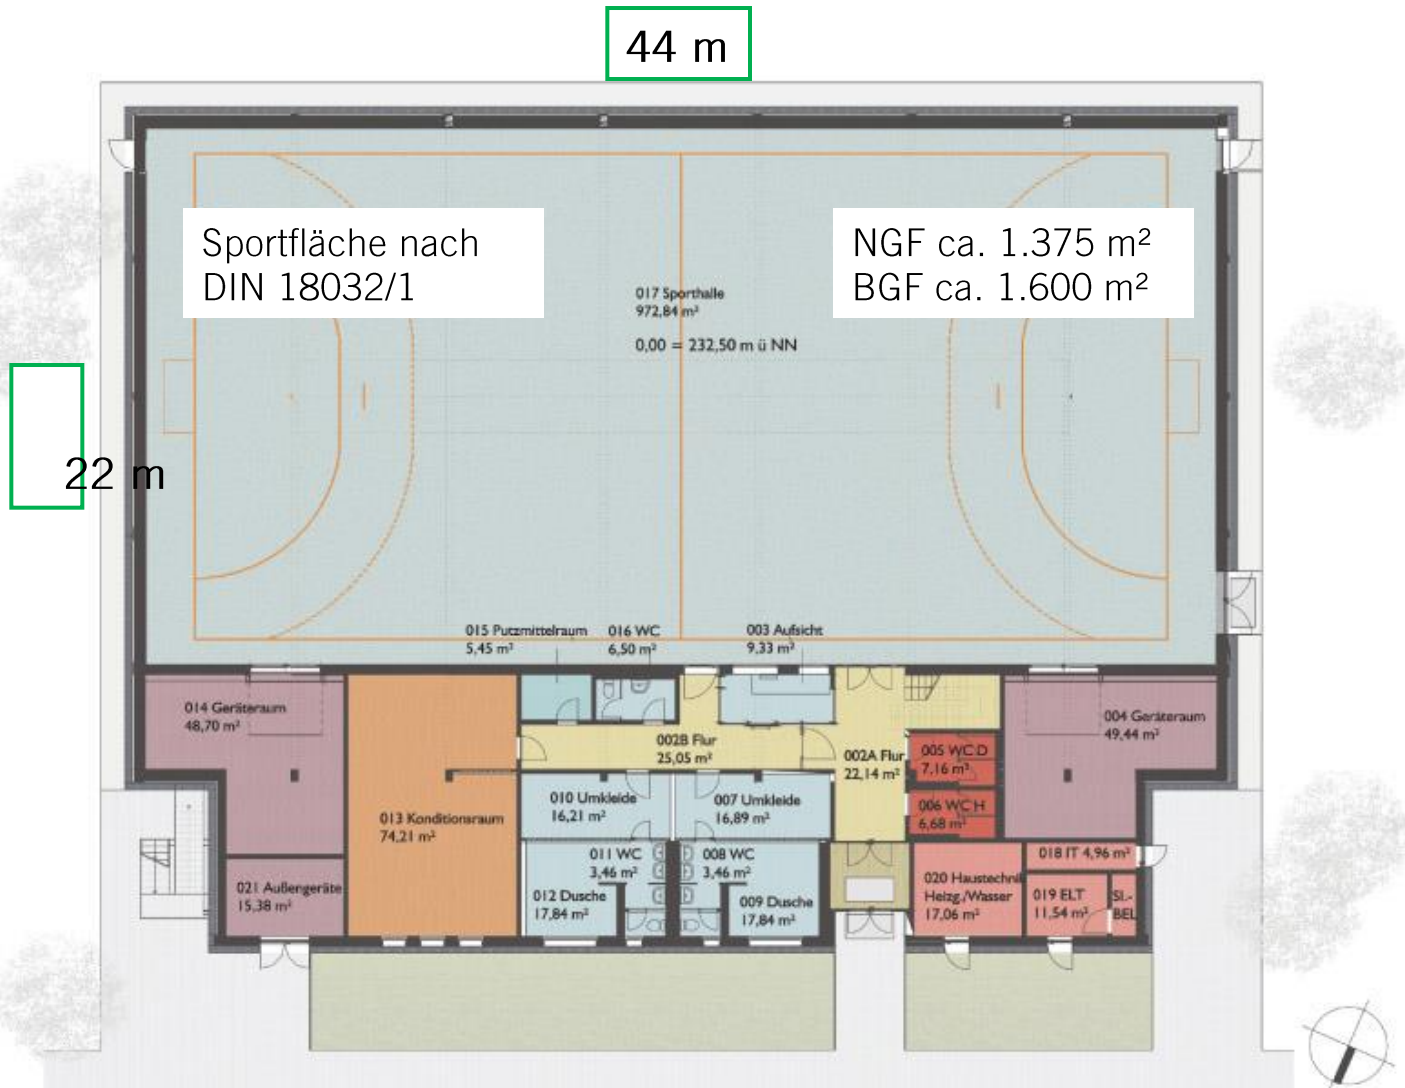 44 m
Sportfläche nach
DIN 18032/1
NGF ca. 1.375 m²
BGF ca. 1.600 m²
017 Sporthalle
972,84 m²
0,00 = 232,50 m ü NN
22 m
015 Putzmittelraum
5,45 m²
016 WC
6,50 m²
003 Aufsicht
9,33 m²
014 Geräteraum
48,70 m²
004 Geräteraum
49,44 m²
002B Flur
25,05 m²
002A Flur
22,14 m²
005 WC D
7,16 m²
010 Umkleide
16,21 m²
007 Umkleide
16,89 m²
006 WC H
6,68 m²
013 Konditionsraum
74,21 m²
011 WC
3,46 m²
008 WC
3,46 m²
018 IT 4,96 m²
021 Außengeräte
15,38 m²
012 Dusche
17,84 m²
009 Dusche
17,84 m²
020 Haustechnik
Heizg./Wasser
17,06 m²
019 ELT
11,54 m²
SI.-
BEL